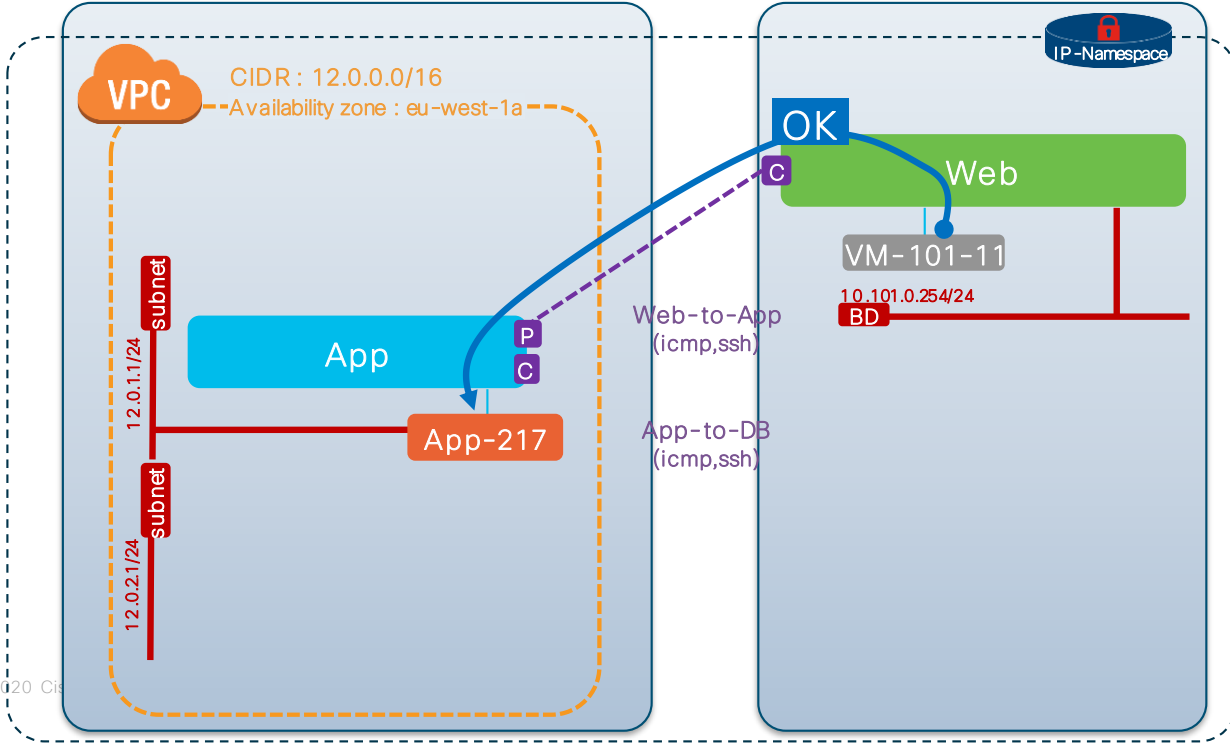 IP-Namespace
VPC
CIDR : 12.0.0.0/16
Availability zone : eu-west-1a
OK
C
Web
VM-101-11
10.101.0.254/24
BD
subnet
12.0.1.1/24
App
P
C
Web-to-App
(icmp,ssh)
App-217
App-to-DB
(icmp,ssh)
subnet
12.0.2.1/24
020 Cis